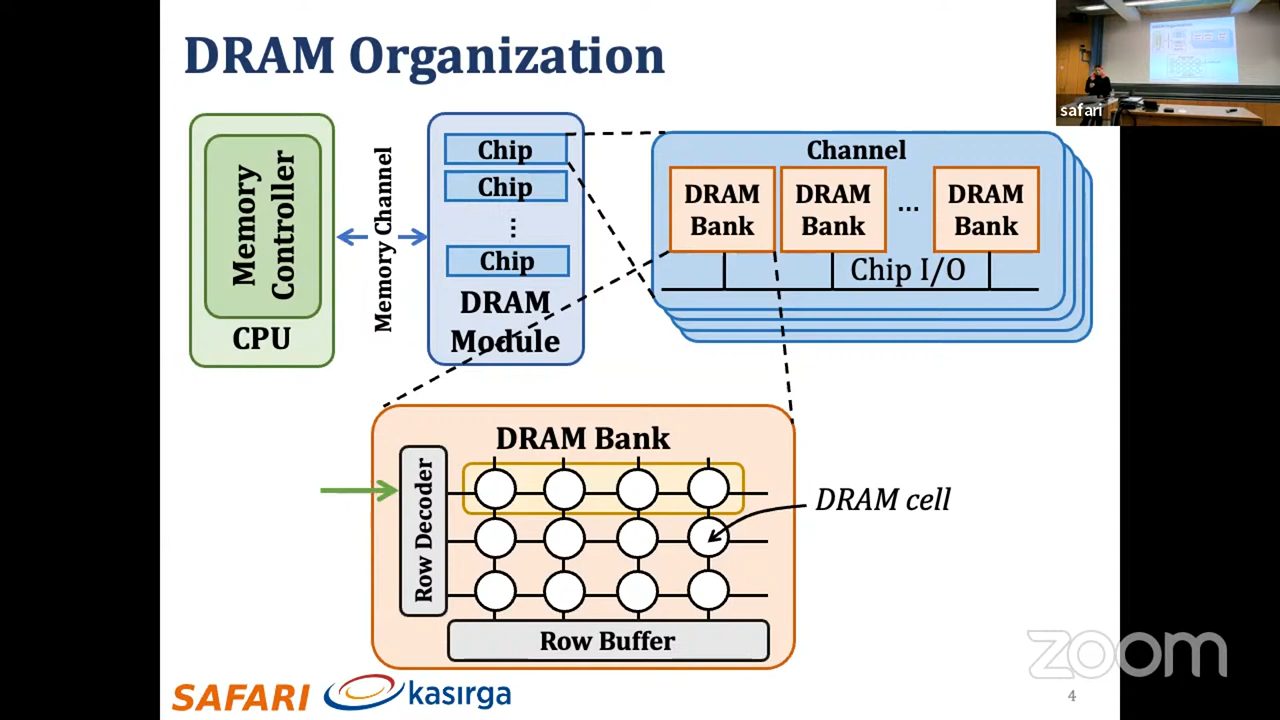 DRAM Organization
safari
Memory
Controller
CPU
Memory Channel
Chip
Chip
⋮
Chip
DRAM
Module
Channel
DRAM
Bank
DRAM
Bank
...
DRAM
Bank
Chip I/O
DRAM Bank
Row Decoder
DRAM cell
Row Buffer
zoom
SAFARI
kasırga
4